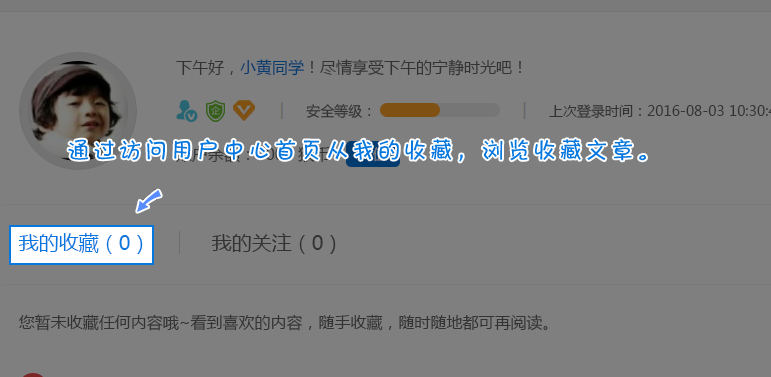 下午好，小黄同学！尽情享受下午的宁静时光吧！
安全等级：
上次登录时间：2016-08-03 10:30:4
通过访问用户中心首页从我的收藏，浏览收藏文章。
我的收藏（0）
我的关注（0）
您暂未收藏任何内容哦~看到喜欢的内容，随手收藏，随时随地都可再阅读。